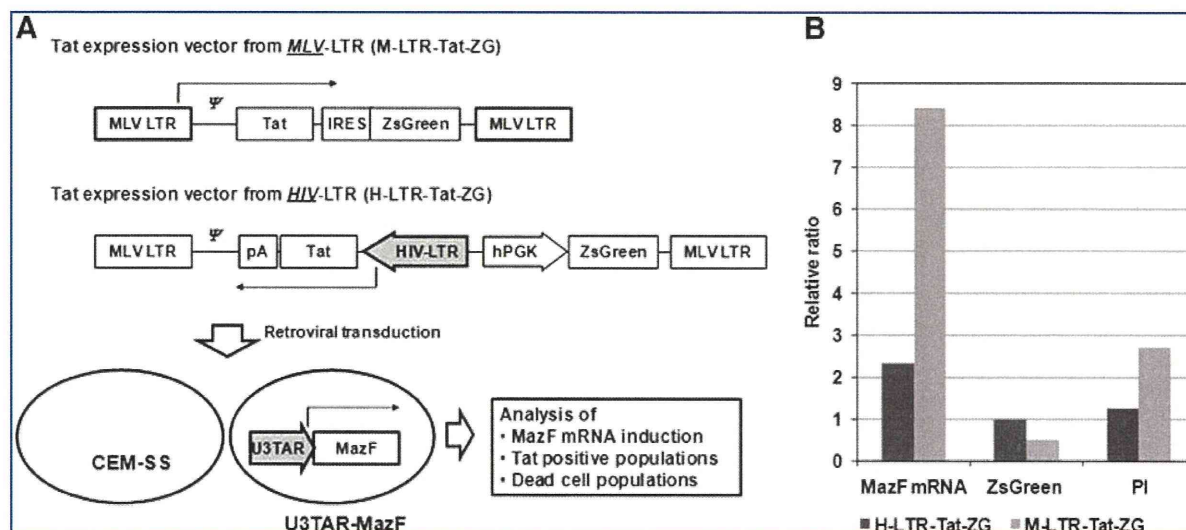 A
Tat expression vector from MLV-LTR (M-LTR-Tat-ZG)
Ψ
MLV LTR Tat IRES ZsGreen MLV LTR
Tat expression vector from HIV-LTR (H-LTR-Tat-ZG)
Ψ
MLV LTR pA Tat HIV-LTR hPGK ZsGreen MLV LTR
Retroviral transduction
CEM-SS
U3TAR MazF
U3TAR-MazF
Analysis of
• MazF mRNA induction
• Tat positive populations
• Dead cell populations
B
Relative ratio
9
8
7
6
5
4
3
2
1
0
MazF mRNA ZsGreen PI
H-LTR-Tat-ZG M-LTR-Tat-ZG